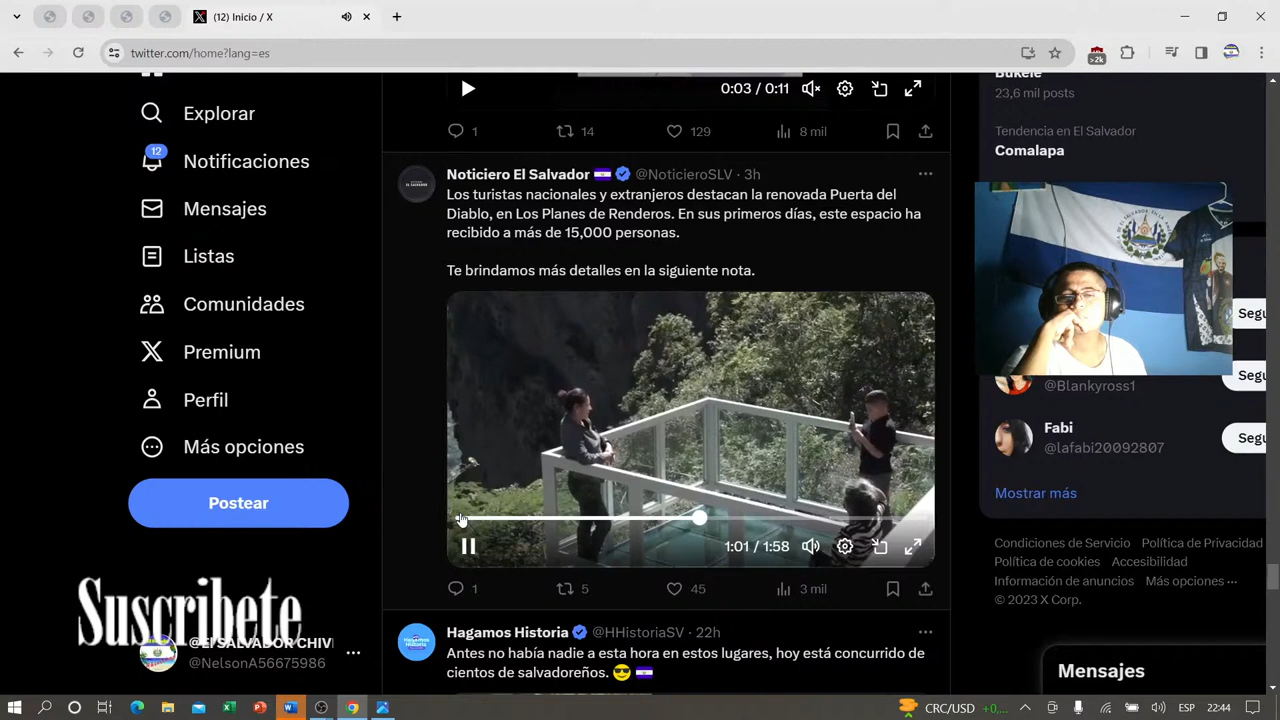 (12) Inicio / X
twitter.com/home?lang=es
>2k
Explorar
12
Notificaciones
Mensajes
Listas
Comunidades
Premium
Perfil
Más opciones
Postear
Suscribete
@El SALVADOR CHIV
@NelsonA56675986
0:03 / 0:11
1
14
129
8 mil
Noticiero El Salvador @NoticieroSLV · 3h
Los turistas nacionales y extranjeros destacan la renovada Puerta del
Diablo, en Los Planes de Renderos. En sus primeros días, este espacio ha
recibido a más de 15,000 personas.
Te brindamos más detalles en la siguiente nota.
1:01 / 1:58
1
5
45
3 mil
Hagamos Historia @HHistoriaSV · 22h
Antes no había nadie a esta hora en estos lugares, hoy está concurrido de
cientos de salvadoreños.
Bukele
23,6 mil posts
Tendencia en El Salvador
Comalapa
Segu
@Blankyross1
Segu
Fabi
@lafabi20092807
Segu
Mostrar más
Condiciones de Servicio Política de Privacidad
Política de cookies Accesibilidad
Información de anuncios Más opciones ···
© 2023 X Corp.
Mensajes
CRC/USD +0,...
ESP
22:44